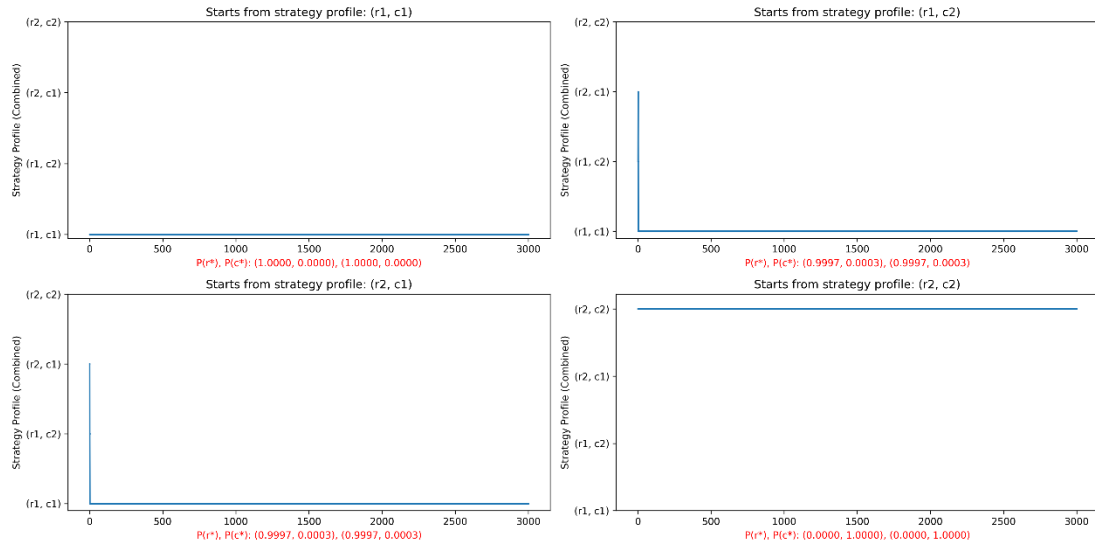 Starts from strategy profile: (r1, c1)
Strategy Profile (Combined)
(r2, c2)
(r2, c1)
(r1, c2)
(r1, c1)
0 500 1000 1500 2000 2500 3000
P(r*), P(c*): (1.0000, 0.0000), (1.0000, 0.0000)
Starts from strategy profile: (r1, c2)
Strategy Profile (Combined)
(r2, c2)
(r2, c1)
(r1, c2)
(r1, c1)
0 500 1000 1500 2000 2500 3000
P(r*), P(c*): (0.9997, 0.0003), (0.9997, 0.0003)
Starts from strategy profile: (r2, c1)
Strategy Profile (Combined)
(r2, c2)
(r2, c1)
(r1, c2)
(r1, c1)
0 500 1000 1500 2000 2500 3000
P(r*), P(c*): (0.9997, 0.0003), (0.9997, 0.0003)
Starts from strategy profile: (r2, c2)
Strategy Profile (Combined)
(r2, c2)
(r2, c1)
(r1, c2)
(r1, c1)
0 500 1000 1500 2000 2500 3000
P(r*), P(c*): (0.0000, 1.0000), (0.0000, 1.0000)